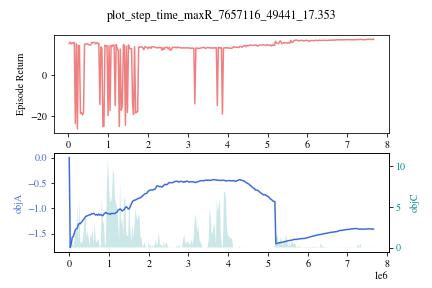 plot_step_time_maxR_7657116_49441_17.353
Episode Return
0
−20
0 1 2 3 4 5 6 7 8
objA
0.0
−0.5
−1.0
−1.5
10
5
0
objC
0 1 2 3 4 5 6 7 8
1e6